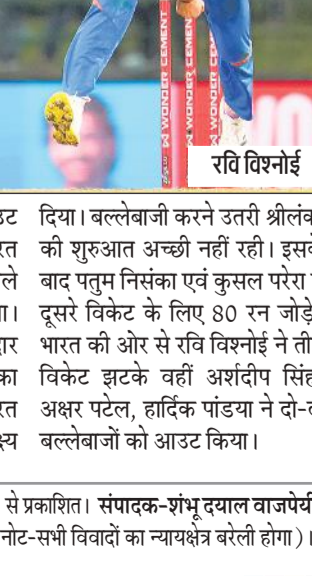 WONDER CEMENT
WONDER CEMENT
रवि विश्नोई
दिया। बल्लेबाजी करने उतरी
की शुरुआत अच्छी नहीं रही।
बाद पतुम निसंका एवं कुसल परेरा
दूसरे विकेट के लिए 80 रन जोड़े
भारत की ओर से रवि विश्नोई ने
विकेट झटके वहीं अर्शदीप सिंह
अक्षर पटेल, हार्दिक पांडया ने
बल्लेबाजों को आउट किया।
से प्रकाशित। संपादक-शंभू दयाल वाजपेयी
नोट-सभी विवादों का न्यायक्षेत्र बरेली होगा)।